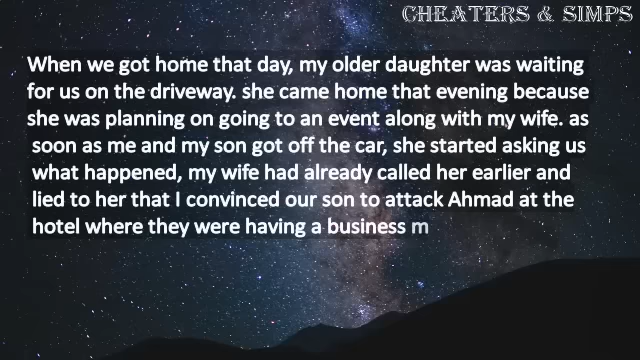 CHEATERS & SIMPS
When we got home that day, my older daughter was waiting
for us on the driveway. she came home that evening because
she was planning on going to an event along with my wife. as
soon as me and my son got off the car, she started asking us
what happened, my wife had already called her earlier and
lied to her that I convinced our son to attack Ahmad at the
hotel where they were having a business m